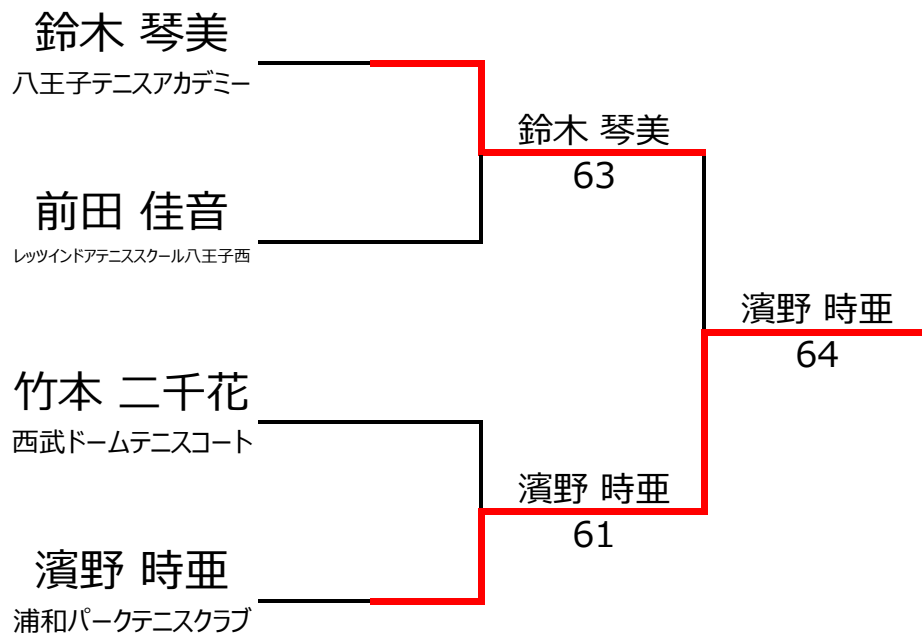 鈴木 琴美
八王子テニスアカデミー
前田 佳音
レッツインドアテニススクール八王子西
竹本 二千花
西武ドームテニスコート
濱野 時亜
浦和パークテニスクラブ
鈴木 琴美
63
濱野 時亜
61
濱野 時亜
64